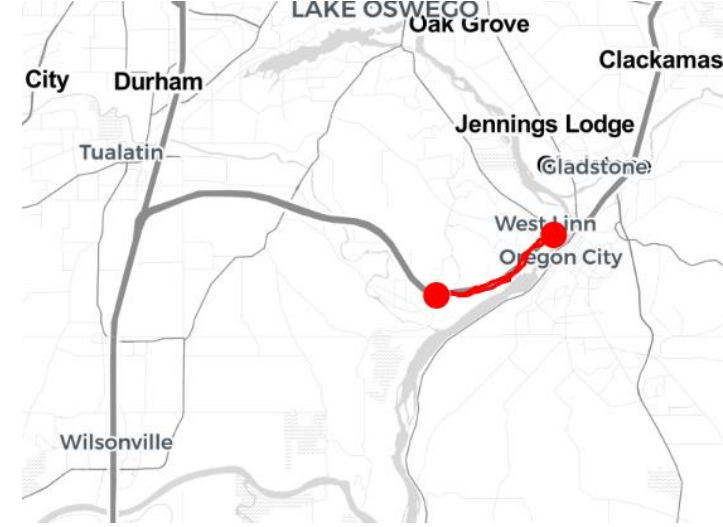 LAKE OSWEGO
Oak Grove
Clackamas
City
Durham
Jennings Lodge
Tualatin
Gladstone
West Linn
Oregon City
Wilsonville